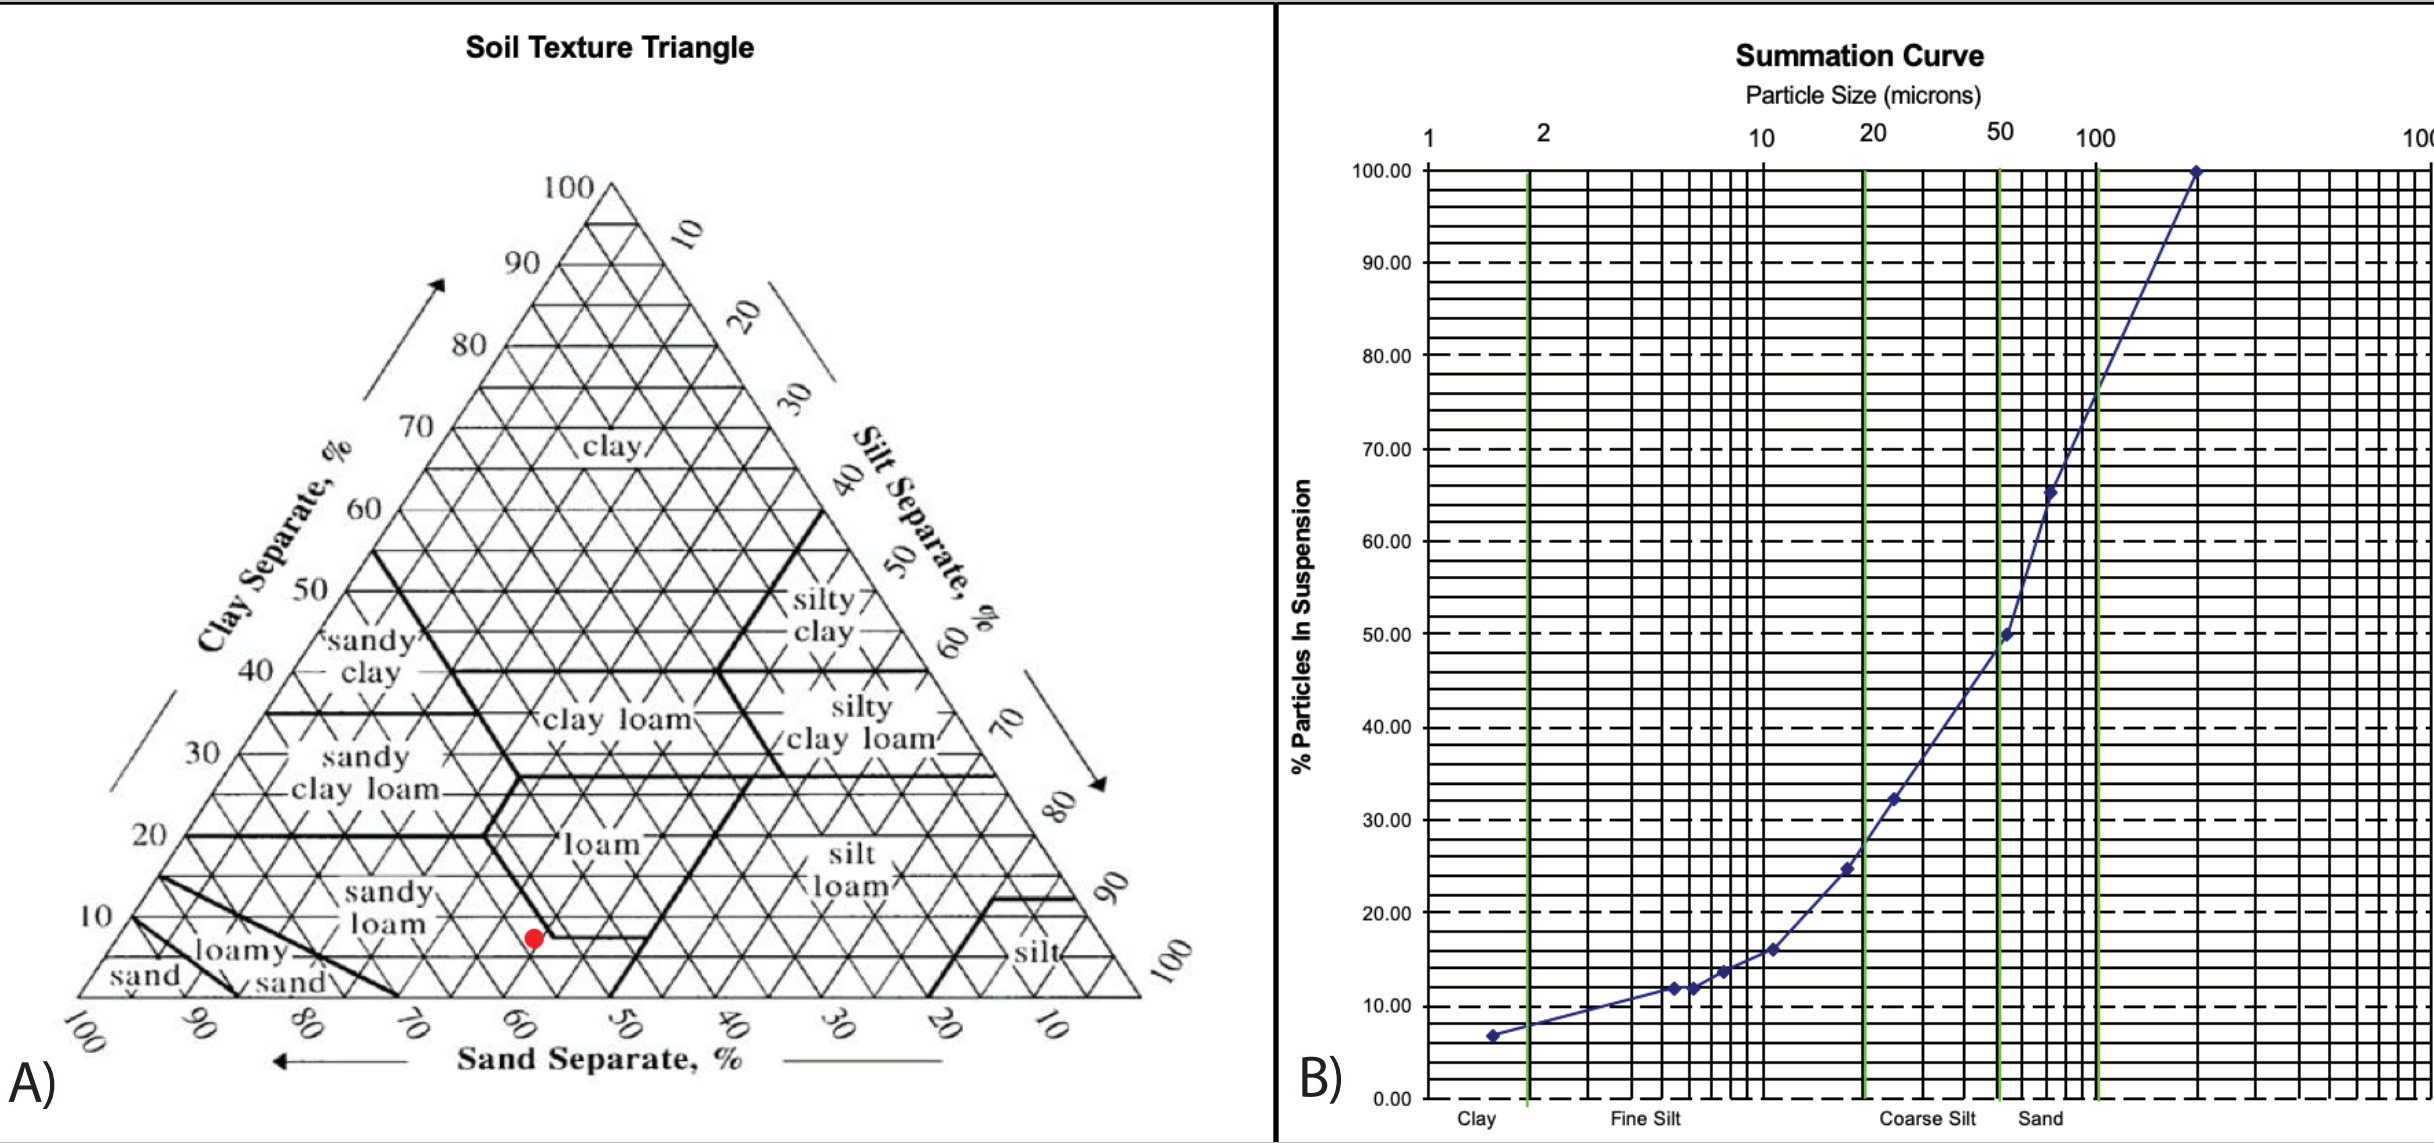 Soil Texture Triangle
100
90
80
70
60
50
40
30
20
10
Clay Separate, %
10
20
30
40
50
60
70
80
90
100
Silt Separate, %
clay
silty
clay
sandy
clay
clay loam
silty
clay loam
sandy
clay loam
loam
silt
loam
sandy
loam
loamy
sand
sand
silt
100
90
80
70
60
50
40
30
20
10
Sand Separate, %
A)
Summation Curve
Particle Size (microns)
1 2 10 20 50 100 100
100.00
90.00
80.00
70.00
60.00
50.00
40.00
30.00
20.00
10.00
0.00
% Particles In Suspension
Clay Fine Silt Coarse Silt Sand
B)